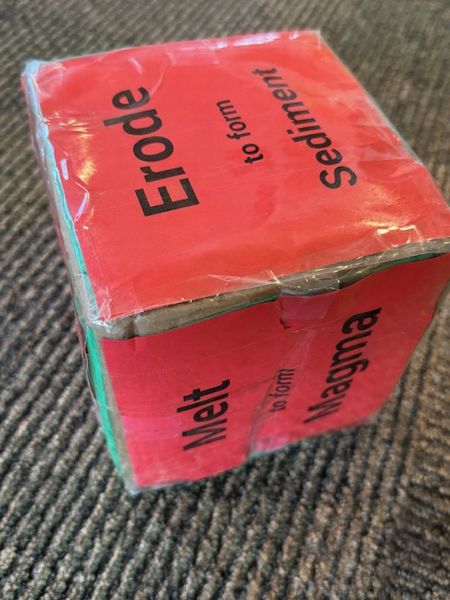 Erode
to form
Sediment
Melt
to form
Magma